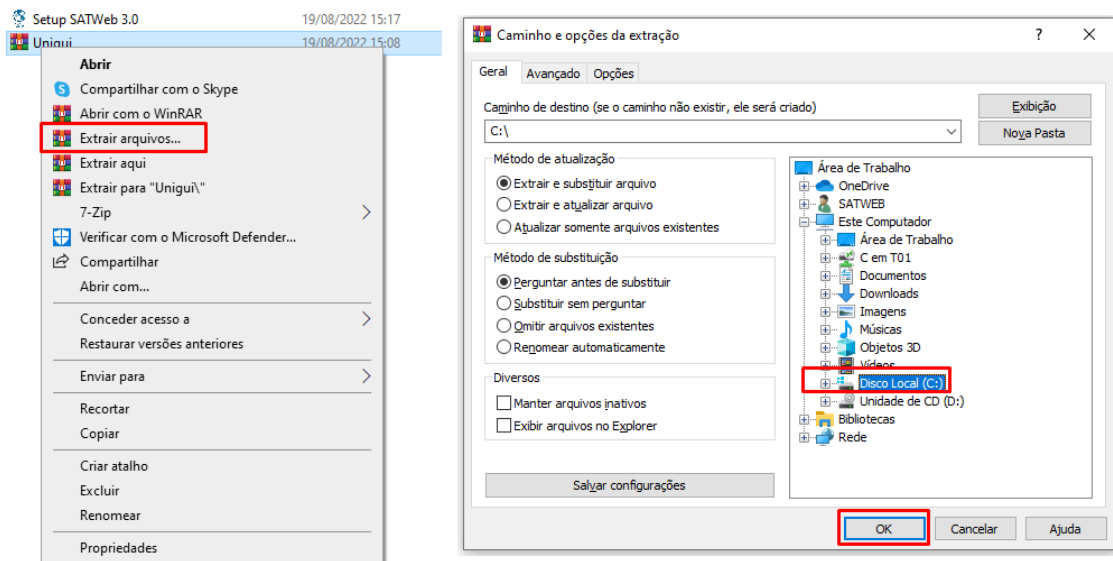 Setup SATWeb 3.0 19/08/2022 15:17
Unigui 19/08/2022 15:08
Abrir
Compartilhar com o Skype
Abrir com o WinRAR
Extrair arquivos...
Extrair aqui
Extrair para "Unigui\"
7-Zip
Verificar com o Microsoft Defender...
Compartilhar
Abrir com...
Conceder acesso a
Restaurar versões anteriores
Enviar para
Recortar
Copiar
Criar atalho
Excluir
Renomear
Propriedades
Caminho e opções da extração
Geral Avançado Opções
Caminho de destino (se o caminho não existir, ele será criado)
Exibição
C:\
Nova Pasta
Método de atualização
Extrair e substituir arquivo
Extrair e atualizar arquivo
Atualizar somente arquivos existentes
Método de substituição
Perguntar antes de substituir
Substituir sem perguntar
Omitir arquivos existentes
Renomear automaticamente
Diversos
Manter arquivos inativos
Exibir arquivos no Explorer
Salvar configurações
Área de Trabalho
OneDrive
SATWEB
Este Computador
Área de Trabalho
C em T01
Documentos
Downloads
Imagens
Músicas
Objetos 3D
Vídeos
Disco Local (C:)
Unidade de CD (D:)
Bibliotecas
Rede
OK Cancelar Ajuda